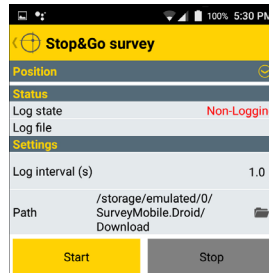 100% 5:30 PM
Stop&Go survey
Position
Status
Log state Non-Loggin
Log file
Settings
Log interval (s) 1.0
Path /storage/emulated/0/
SurveyMobile.Droid/
Download
Start Stop